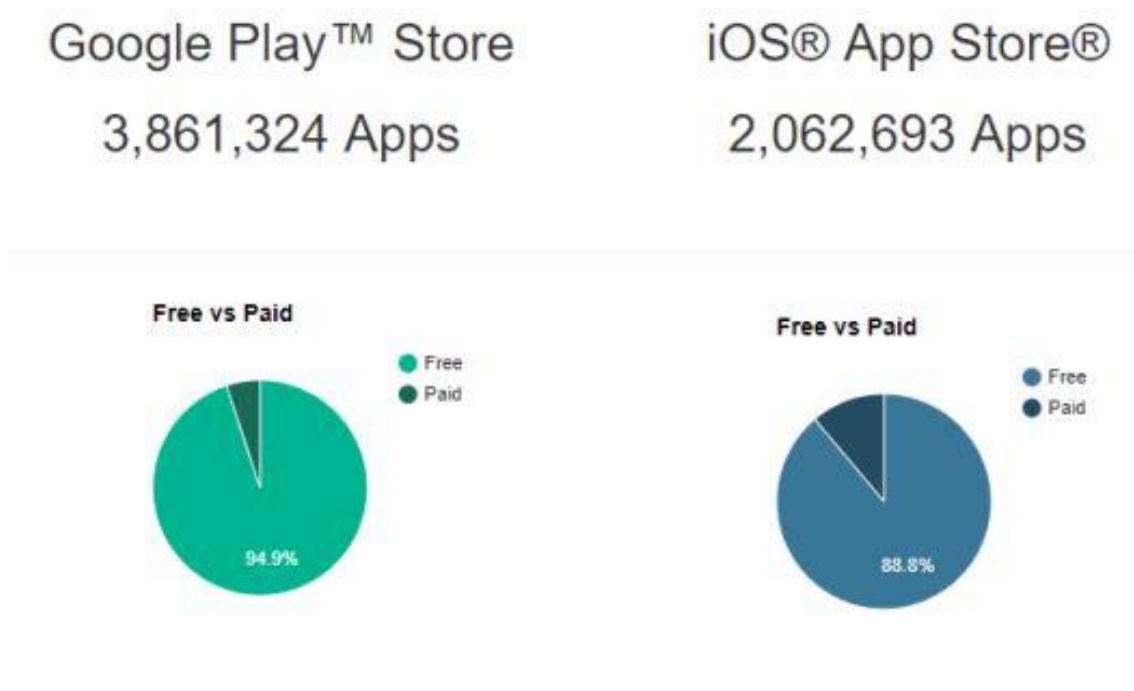 Google Play™ Store
3,861,324 Apps
iOS® App Store®
2,062,693 Apps
Free vs Paid
Free
Paid
94.9%
Free vs Paid
Free
Paid
88.8%